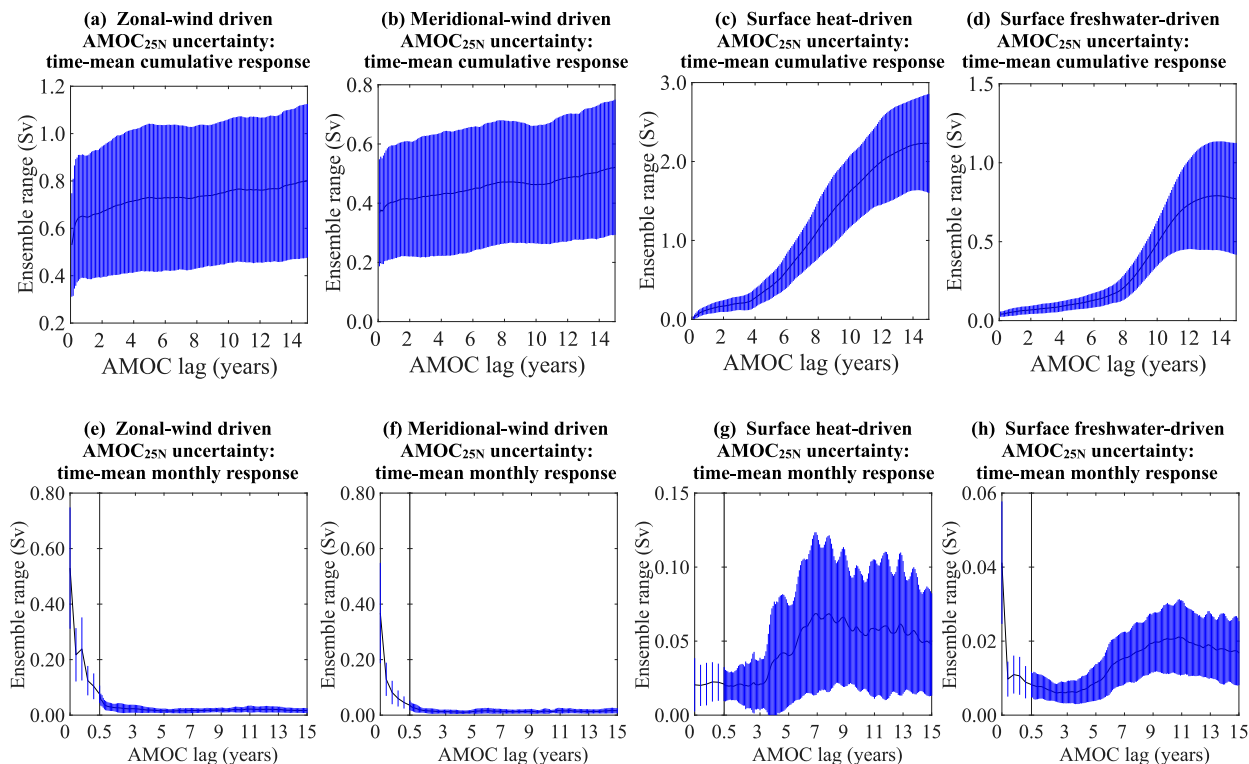 (a) Zonal-wind driven
AMOC25N uncertainty:
time-mean cumulative response
Ensemble range (Sv)
1.2
1.0
0.8
0.6
0.4
0.2
0 2 4 6 8 10 12 14
AMOC lag (years)
(b) Meridional-wind driven
AMOC25N uncertainty:
time-mean cumulative response
Ensemble range (Sv)
0.8
0.6
0.4
0.2
0.0
0 2 4 6 8 10 12 14
AMOC lag (years)
(c) Surface heat-driven
AMOC25N uncertainty:
time-mean cumulative response
Ensemble range (Sv)
3.0
2.0
1.0
0.0
0 2 4 6 8 10 12 14
AMOC lag (years)
(d) Surface freshwater-driven
AMOC25N uncertainty:
time-mean cumulative response
Ensemble range (Sv)
1.5
1.0
0.5
0.0
0 2 4 6 8 10 12 14
AMOC lag (years)
(e) Zonal-wind driven
AMOC25N uncertainty:
time-mean monthly response
Ensemble range (Sv)
0.80
0.60
0.40
0.20
0.00
0 0.5 3 5 7 9 11 13 15
AMOC lag (years)
(f) Meridional-wind driven
AMOC25N uncertainty:
time-mean monthly response
Ensemble range (Sv)
0.80
0.60
0.40
0.20
0.00
0 0.5 3 5 7 9 11 13 15
AMOC lag (years)
(g) Surface heat-driven
AMOC25N uncertainty:
time-mean monthly response
Ensemble range (Sv)
0.15
0.10
0.05
0.00
0 0.5 3 5 7 9 11 13 15
AMOC lag (years)
(h) Surface freshwater-driven
AMOC25N uncertainty:
time-mean monthly response
Ensemble range (Sv)
0.06
0.04
0.02
0.00
0 0.5 3 5 7 9 11 13 15
AMOC lag (years)